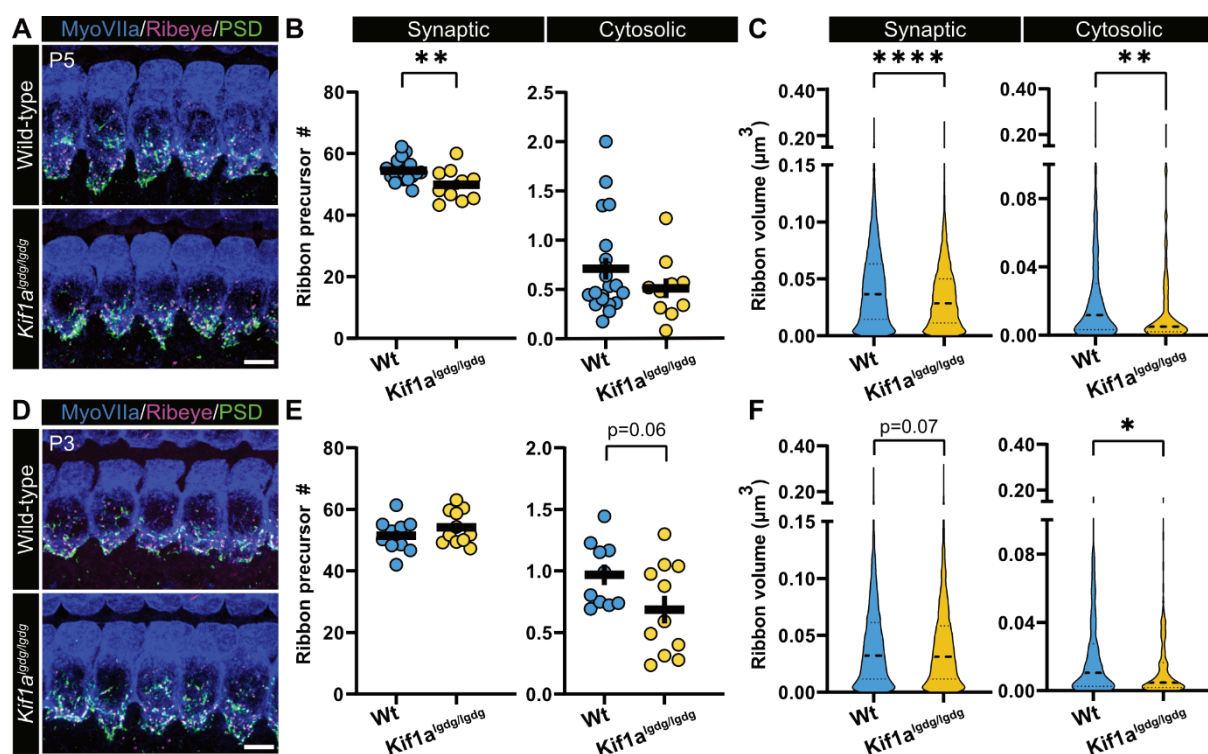 A
MyoVIIa/Ribeye/PSD
P5
Wild-type
Kif1a^lgdg/lgdg
B
Synaptic
Cytosolic
**
Ribbon precursor #
80
60
40
20
0
2.5
2.0
1.5
1.0
0.5
0.0
Wt
Kif1a^lgdg/lgdg
Wt
Kif1a^lgdg/lgdg
C
Synaptic
Cytosolic
****
**
Ribbon volume (µm³)
0.40
0.20
0.15
0.10
0.05
0.00
0.40
0.20
0.08
0.04
0.00
Wt
Kif1a^lgdg/lgdg
Wt
Kif1a^lgdg/lgdg
D
MyoVIIa/Ribeye/PSD
P3
Wild-type
Kif1a^lgdg/lgdg
E
p=0.06
Ribbon precursor #
80
60
40
20
0
2.0
1.5
1.0
0.5
0.0
Wt
Kif1a^lgdg/lgdg
Wt
Kif1a^lgdg/lgdg
F
p=0.07
*
Ribbon volume (µm³)
0.40
0.20
0.15
0.10
0.05
0.00
0.40
0.20
0.08
0.04
0.00
Wt
Kif1a^lgdg/lgdg
Wt
Kif1a^lgdg/lgdg